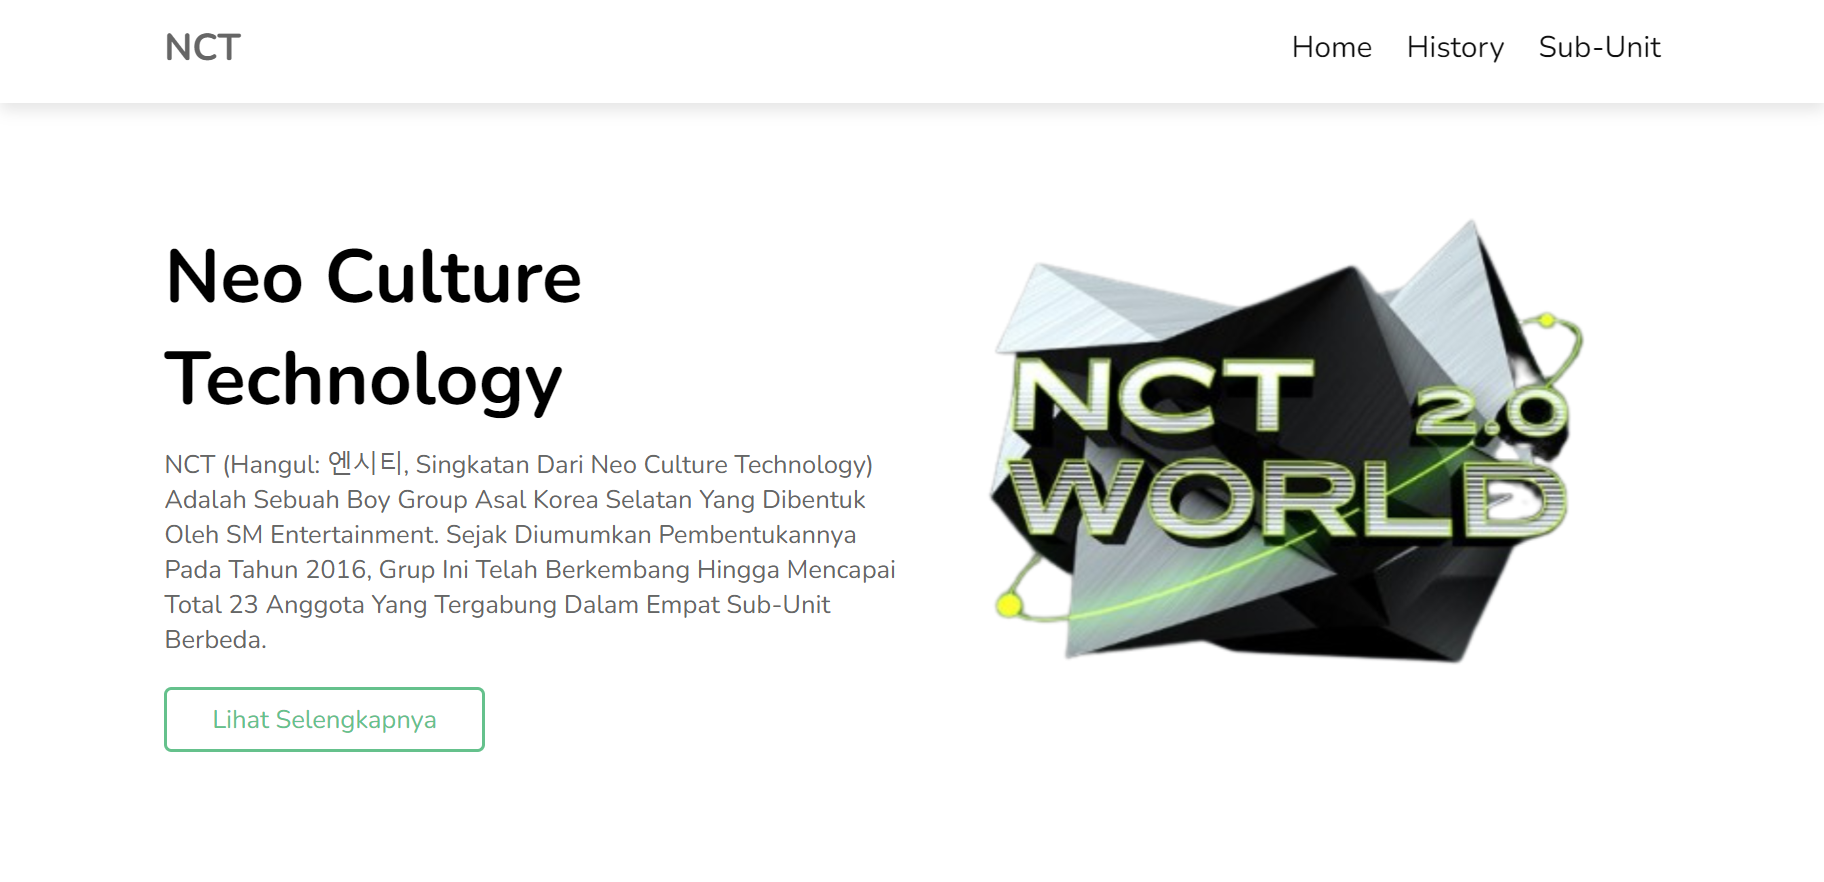 NCT
Home History Sub-Unit
Neo Culture
Technology
NCT (Hangul: 엔시티, Singkatan Dari Neo Culture Technology)
Adalah Sebuah Boy Group Asal Korea Selatan Yang Dibentuk
Oleh SM Entertainment. Sejak Diumumkan Pembentukannya
Pada Tahun 2016, Grup Ini Telah Berkembang Hingga Mencapai
Total 23 Anggota Yang Tergabung Dalam Empat Sub-Unit
Berbeda.
Lihat Selengkapnya
NCT 2.0
WORLD